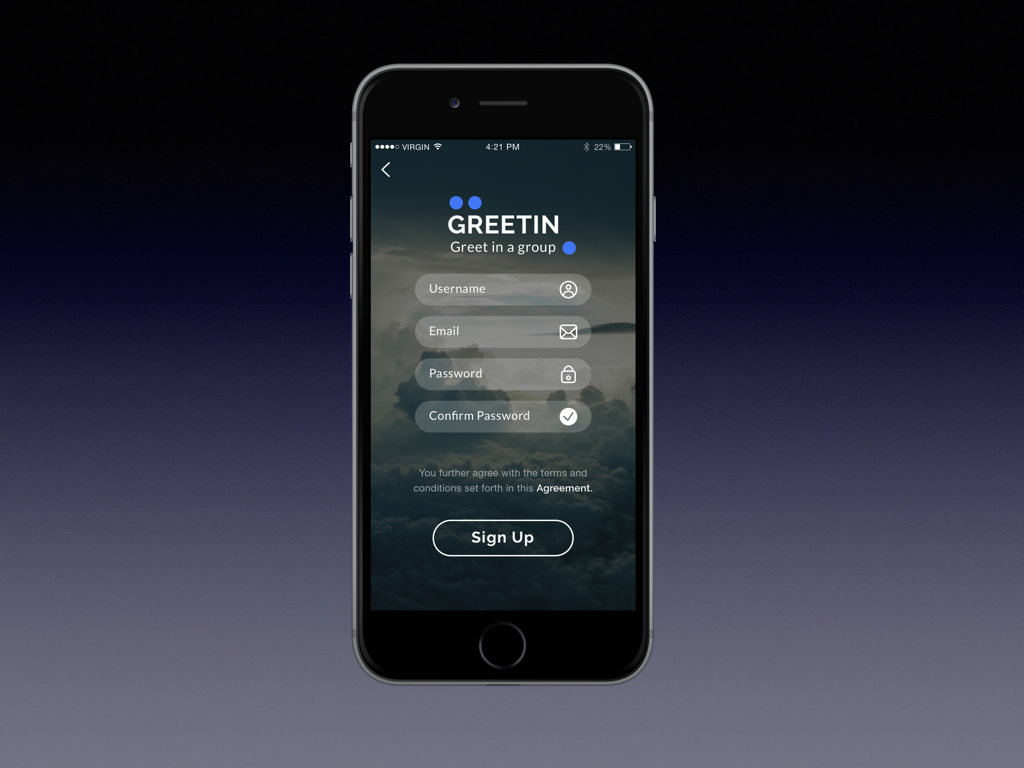 VIRGIN 4:21 PM 22%
GREETIN
Greet in a group
Username
Email
Password
Confirm Password
You further agree with the terms and
conditions set forth in this Agreement.
Sign Up